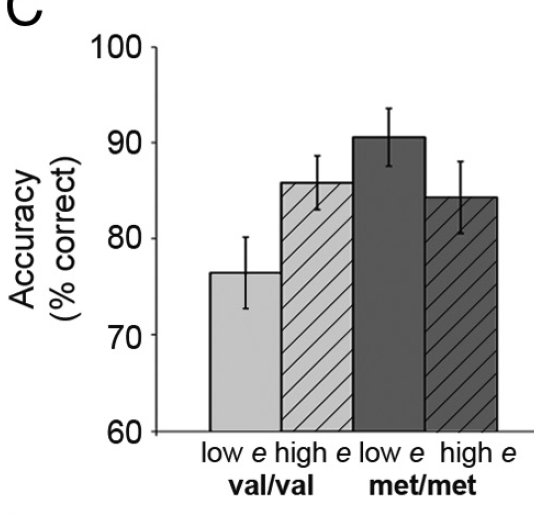 C
100
90
80
70
60
Accuracy
(% correct)
low e high e low e high e
val/val met/met